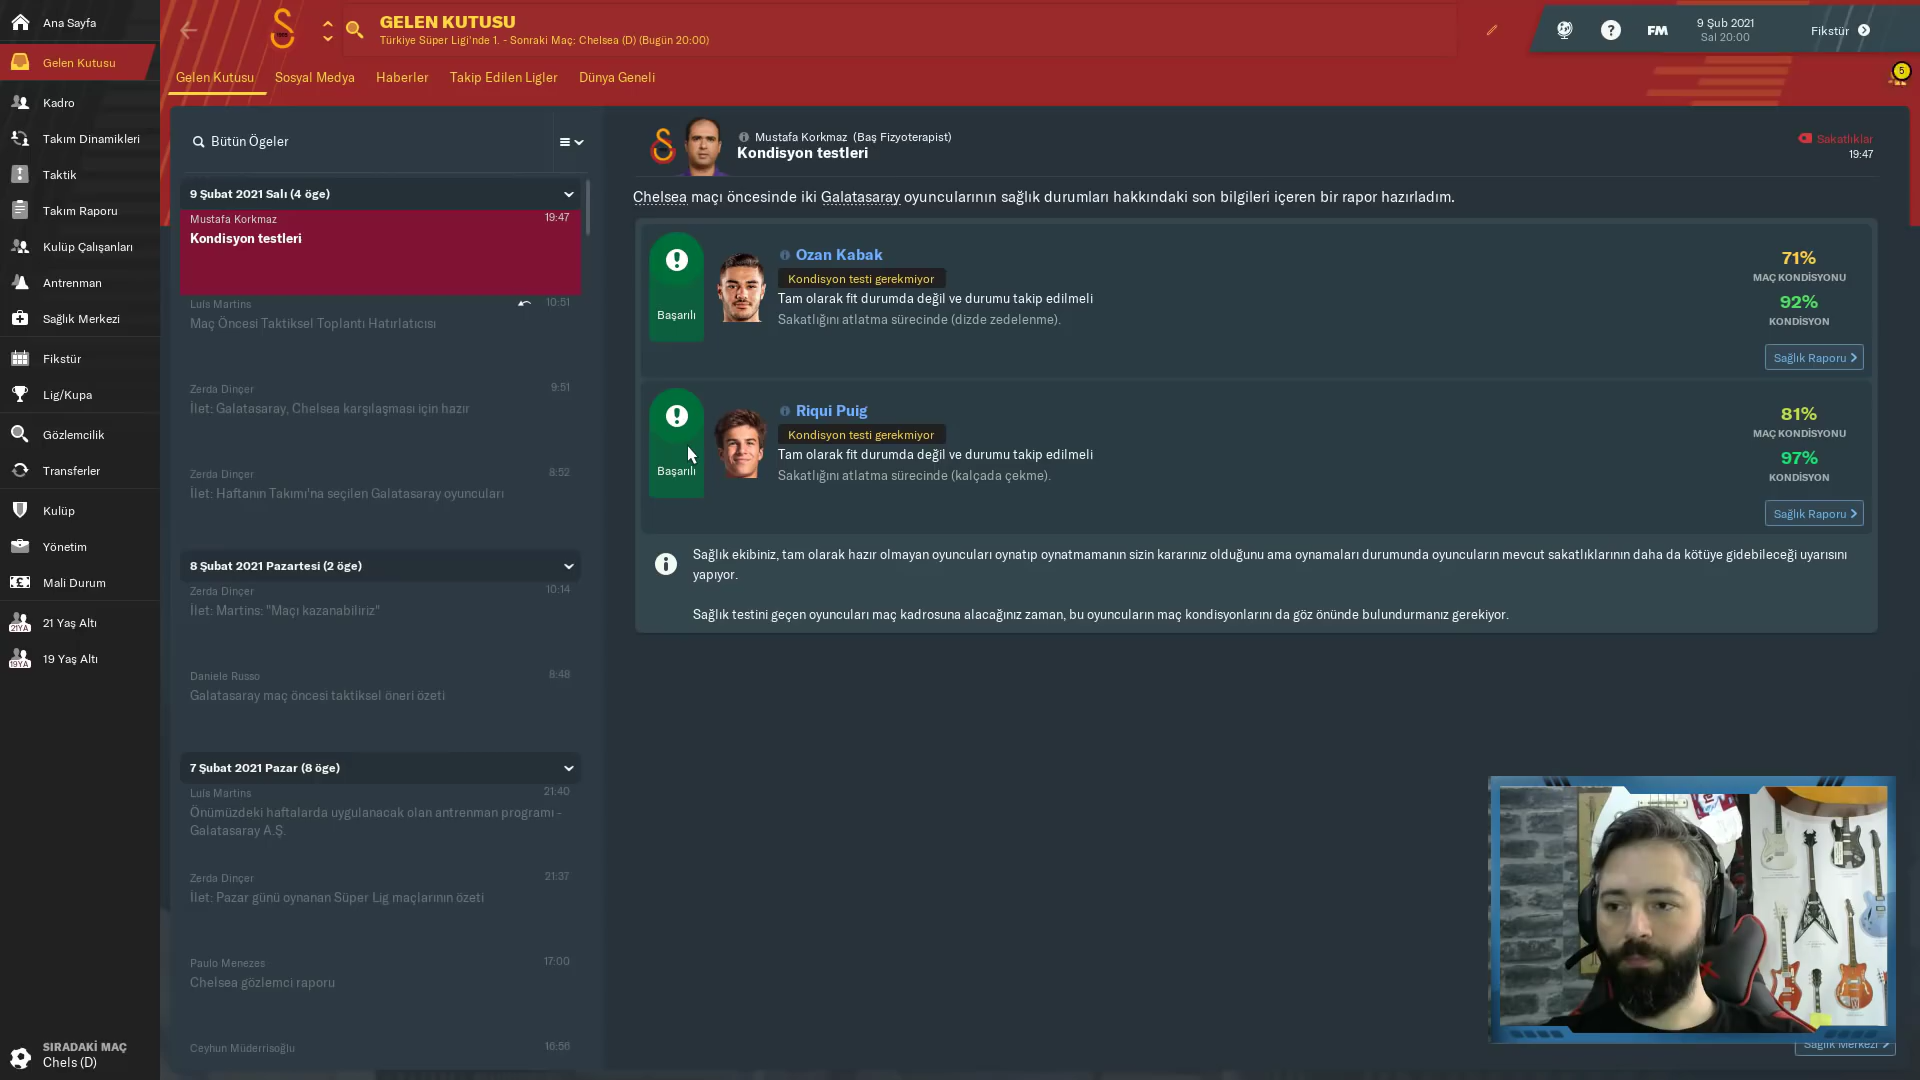 Ana Sayfa
Gelen Kutusu
Kadro
Takım Dinamikleri
Taktik
Takım Raporu
Kulüp Çalışanları
Antrenman
Sağlık Merkezi
Fikstür
Lig/Kupa
Gözlemcilik
Transferler
Kulüp
Yönetim
Mali Durum
21YA
21 Yaş Altı
19YA
19 Yaş Altı
SIRADAKİ MAÇ
Chels (D)
GELEN KUTUSU
Türkiye Süper Ligi'nde 1. - Sonraki Maç: Chelsea (D) (Bugün 20:00)
FM
9 Şub 2021
Sal 20:00
Fikstür
5
Gelen Kutusu
Sosyal Medya
Haberler
Takip Edilen Ligler
Dünya Geneli
Bütün Ögeler
9 Şubat 2021 Salı (4 öge)
Mustafa Korkmaz
19:47
Kondisyon testleri
Luís Martins
10:51
Maç Öncesi Taktiksel Toplantı Hatırlatıcısı
Zerda Dinçer
9:51
İlet: Galatasaray, Chelsea karşılaşması için hazır
Zerda Dinçer
8:52
İlet: Haftanın Takımı'na seçilen Galatasaray oyuncuları
8 Şubat 2021 Pazartesi (2 öge)
Zerda Dinçer
10:14
İlet: Martins: "Maçı kazanabiliriz"
Daniele Russo
8:48
Galatasaray maç öncesi taktiksel öneri özeti
7 Şubat 2021 Pazar (8 öge)
Luís Martins
21:40
Önümüzdeki haftalarda uygulanacak olan antrenman programı -
Galatasaray A.Ş.
Zerda Dinçer
21:37
İlet: Pazar günü oynanan Süper Lig maçlarının özeti
Paulo Menezes
17:00
Chelsea gözlemci raporu
Ceyhun Müderrisoğlu
16:56
Mustafa Korkmaz (Baş Fizyoterapist)
Kondisyon testleri
Sakatlıklar
19:47
Chelsea maçı öncesinde iki Galatasaray oyuncularının sağlık durumları hakkındaki son bilgileri içeren bir rapor hazırladım.
Başarılı
Ozan Kabak
Kondisyon testi gerekmiyor
Tam olarak fit durumda değil ve durumu takip edilmeli
Sakatlığını atlatma sürecinde (dizde zedelenme).
71%
MAÇ KONDİSYONU
92%
KONDİSYON
Sağlık Raporu
Başarılı
Riqui Puig
Kondisyon testi gerekmiyor
Tam olarak fit durumda değil ve durumu takip edilmeli
Sakatlığını atlatma sürecinde (kalçada çekme).
81%
MAÇ KONDİSYONU
97%
KONDİSYON
Sağlık Raporu
Sağlık ekibiniz, tam olarak hazır olmayan oyuncuları oynatıp oynatmamanın sizin kararınız olduğunu ama oynamaları durumunda oyuncuların mevcut sakatlıklarının daha da kötüye gidebileceği uyarısını
yapıyor.
Sağlık testini geçen oyuncuları maç kadrosuna alacağınız zaman, bu oyuncuların maç kondisyonlarını da göz önünde bulundurmanız gerekiyor.
Sağlık Merkezi